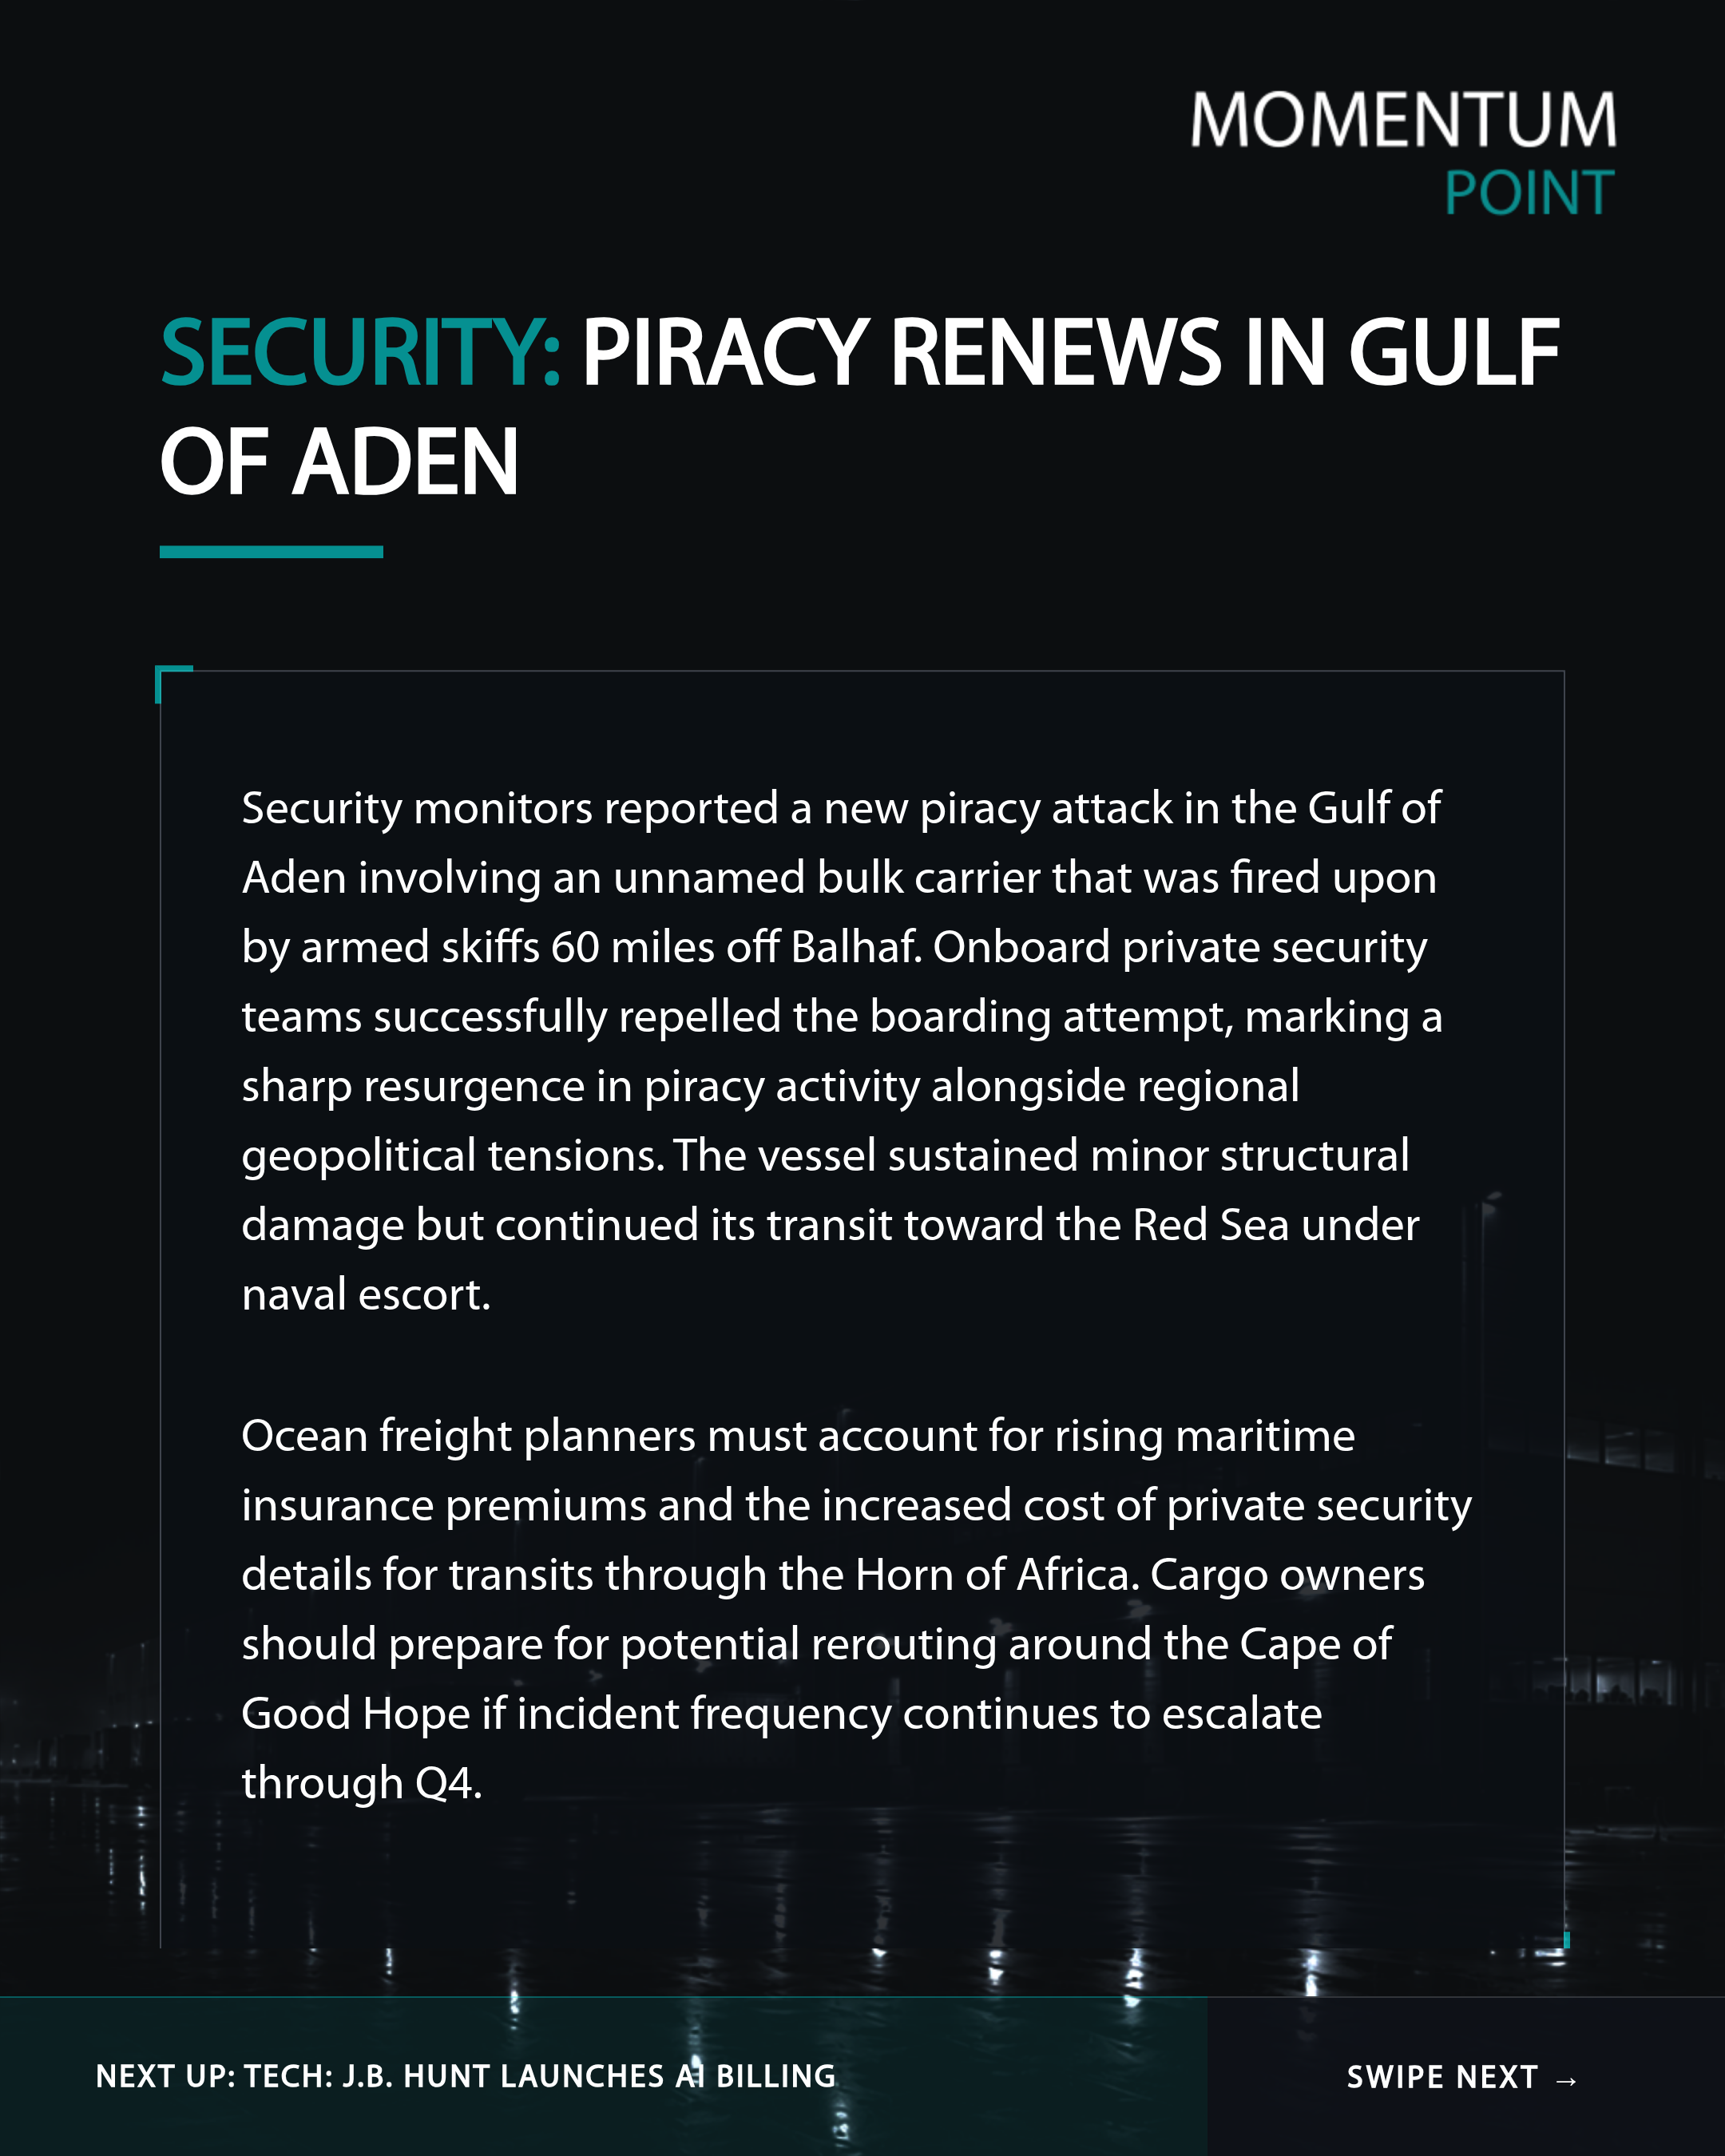 MOMENTUM
POINT
SECURITY: PIRACY RENEWS IN GULF
OF ADEN
Security monitors reported a new piracy attack in the Gulf of
Aden involving an unnamed bulk carrier that was fired upon
by armed skiffs 60 miles off Balhaf. Onboard private security
teams successfully repelled the boarding attempt, marking a
sharp resurgence in piracy activity alongside regional
geopolitical tensions. The vessel sustained minor structural
damage but continued its transit toward the Red Sea under
naval escort.
Ocean freight planners must account for rising maritime
insurance premiums and the increased cost of private security
details for transits through the Horn of Africa. Cargo owners
should prepare for potential rerouting around the Cape of
Good Hope if incident frequency continues to escalate
through Q4.
NEXT UP: TECH: J.B. HUNT LAUNCHES AI BILLING
SWIPE NEXT →